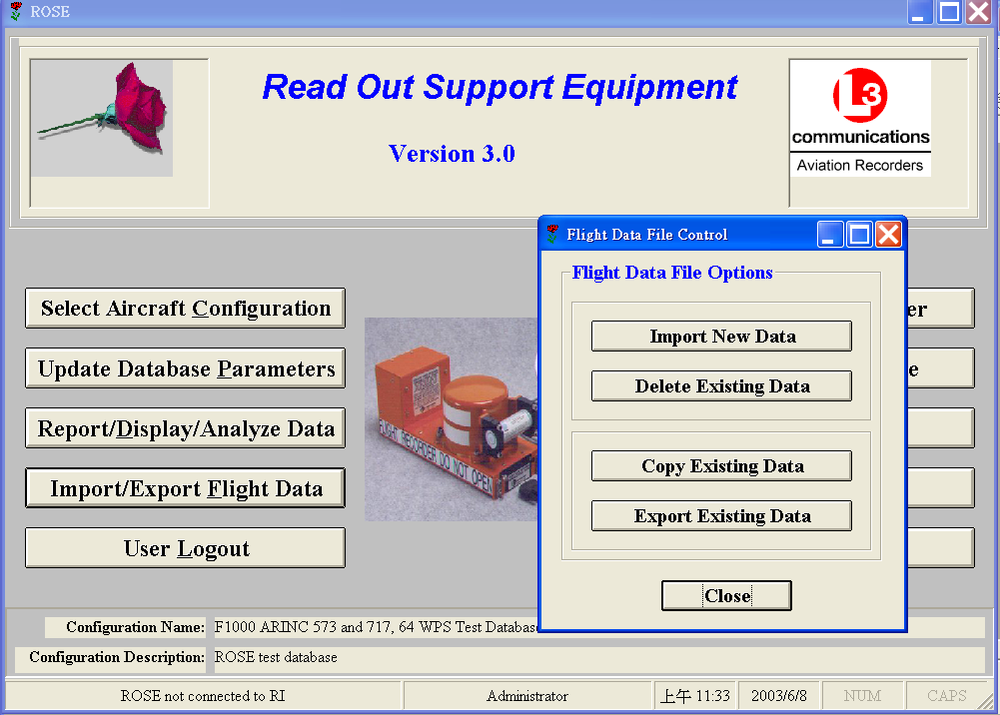 ROSE
Read Out Support Equipment
Version 3.0
L3
communications
Aviation Recorders
Select Aircraft Configuration
Update Database Parameters
Report/Display/Analyze Data
Import/Export Flight Data
User Logout
FLIGHT RECORDER DO NOT OPEN
Flight Data File Control
Flight Data File Options
Import New Data
Delete Existing Data
Copy Existing Data
Export Existing Data
Close
Configuration Name: F1000 ARINC 573 and 717, 64 WPS Test Database
Configuration Description: ROSE test database
ROSE not connected to RI Administrator 上午 11:33 2003/6/8 NUM CAPS